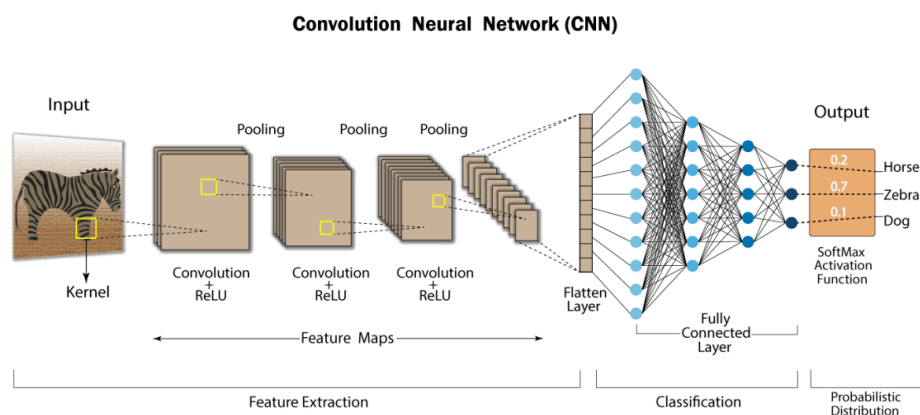 Convolution Neural Network (CNN)
Input
Kernel
Pooling
Pooling
Pooling
Convolution
+
ReLU
Convolution
+
ReLU
Convolution
+
ReLU
Feature Maps
Flatten
Layer
Fully
Connected
Layer
Output
0.2
0.7
0.1
Horse
Zebra
Dog
SoftMax
Activation
Function
Feature Extraction
Classification
Probabilistic
Distribution